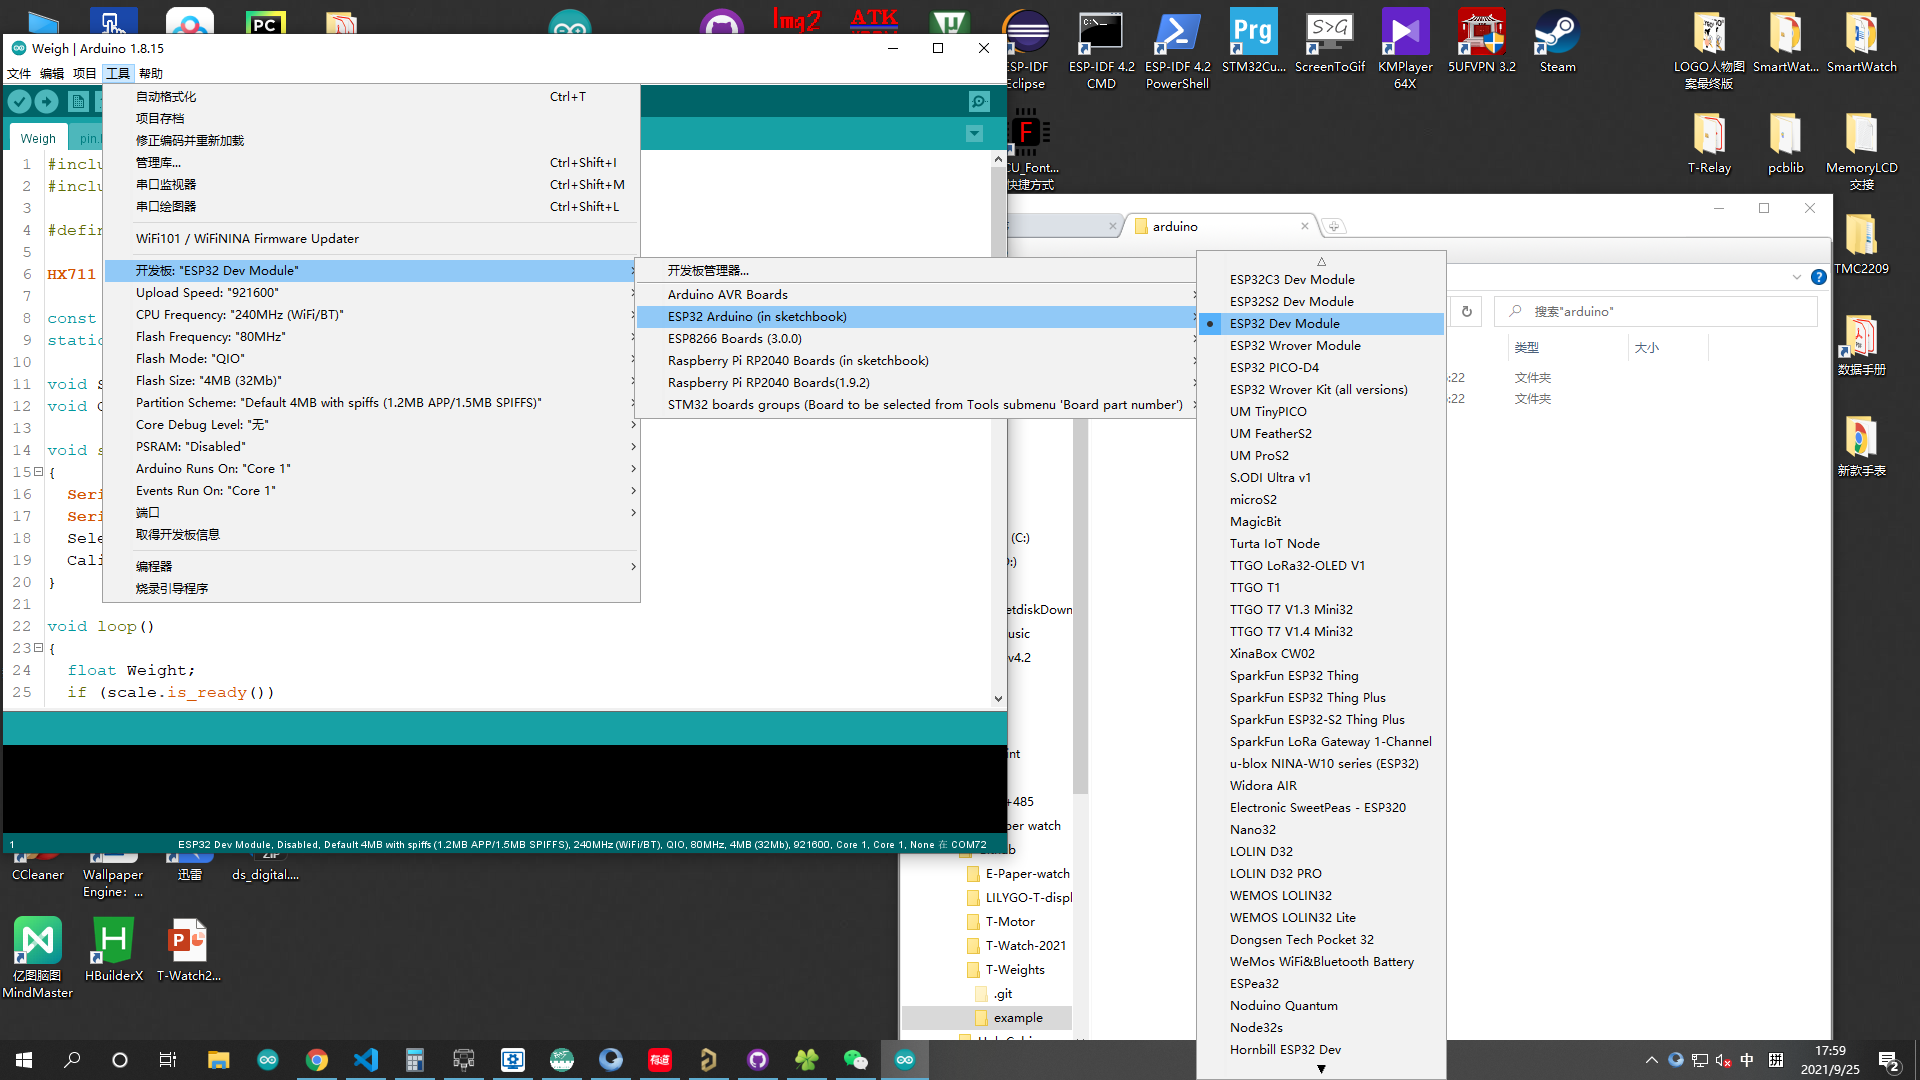 Weigh | Arduino 1.8.15
文件 编辑 项目 工具 帮助
Weigh
pin.
自动格式化 Ctrl+T
项目存档
修正编码并重新加载
管理库... Ctrl+Shift+I
串口监视器 Ctrl+Shift+M
串口绘图器 Ctrl+Shift+L
WiFi101 / WiFiNINA Firmware Updater
开发板: "ESP32 Dev Module"
Upload Speed: "921600"
CPU Frequency: "240MHz (WiFi/BT)"
Flash Frequency: "80MHz"
Flash Mode: "QIO"
Flash Size: "4MB (32Mb)"
Partition Scheme: "Default 4MB with spiffs (1.2MB APP/1.5MB SPIFFS)"
Core Debug Level: "无"
PSRAM: "Disabled"
Arduino Runs On: "Core 1"
Events Run On: "Core 1"
端口
取得开发板信息
编程器
烧录引导程序
1 #inclu
2 #inclu
3
4 #defin
5
6 HX711
7
8 const
9 static
10
11 void S
12 void C
13
14 void s
15 {
16 Seri
17 Seri
18 Sele
19 Cali
20 }
21
22 void loop()
23 {
24 float Weight;
25 if (scale.is_ready())
1 ESP32 Dev Module, Disabled, Default 4MB with spiffs (1.2MB APP/1.5MB SPIFFS), 240MHz (WiFi/BT), QIO, 80MHz, 4MB (32Mb), 921600, Core 1, Core 1, None 在 COM72
开发板管理器...
Arduino AVR Boards
ESP32 Arduino (in sketchbook)
ESP8266 Boards (3.0.0)
Raspberry Pi RP2040 Boards (in sketchbook)
Raspberry Pi RP2040 Boards(1.9.2)
STM32 boards groups (Board to be selected from Tools submenu 'Board part number')
ESP32C3 Dev Module
ESP32S2 Dev Module
ESP32 Dev Module
ESP32 Wrover Module
ESP32 PICO-D4
ESP32 Wrover Kit (all versions)
UM TinyPICO
UM FeatherS2
UM ProS2
S.ODI Ultra v1
microS2
MagicBit
Turta IoT Node
TTGO LoRa32-OLED V1
TTGO T1
TTGO T7 V1.3 Mini32
TTGO T7 V1.4 Mini32
XinaBox CW02
SparkFun ESP32 Thing
SparkFun ESP32 Thing Plus
SparkFun ESP32-S2 Thing Plus
SparkFun LoRa Gateway 1-Channel
u-blox NINA-W10 series (ESP32)
Widora AIR
Electronic SweetPeas - ESP320
Nano32
LOLIN D32
LOLIN D32 PRO
WEMOS LOLIN32
WEMOS LOLIN32 Lite
Dongsen Tech Pocket 32
WeMos WiFi&Bluetooth Battery
ESPea32
Noduino Quantum
Node32s
Hornbill ESP32 Dev
arduino
搜索"arduino"
类型 大小
:22 文件夹
:22 文件夹
(C:)
):)
etdiskDown
usic
v4.2
int
+485
per watch
E-Paper-watch
LILYGO-T-displ
T-Motor
T-Watch-2021
T-Weights
.git
example
PC
Img2
ATK
ESP-IDF
Eclipse
ESP-IDF 4.2
CMD
ESP-IDF 4.2
PowerShell
Prg
STM32Cu...
S>G
ScreenToGif
KMPlayer
64X
5UFVPN 3.2
Steam
F
CU_Font...
快捷方式
LOGO人物图
案最终版
SmartWat...
SmartWatch
T-Relay
pcblib
MemoryLCD
交接
TMC2209
数据手册
新款手表
CCleaner
Wallpaper
Engine: ...
迅雷
ds_digital....
亿图脑图
MindMaster
H
HBuilderX
P
T-Watch2...
有道
中
拼
17:59
2021/9/25
2